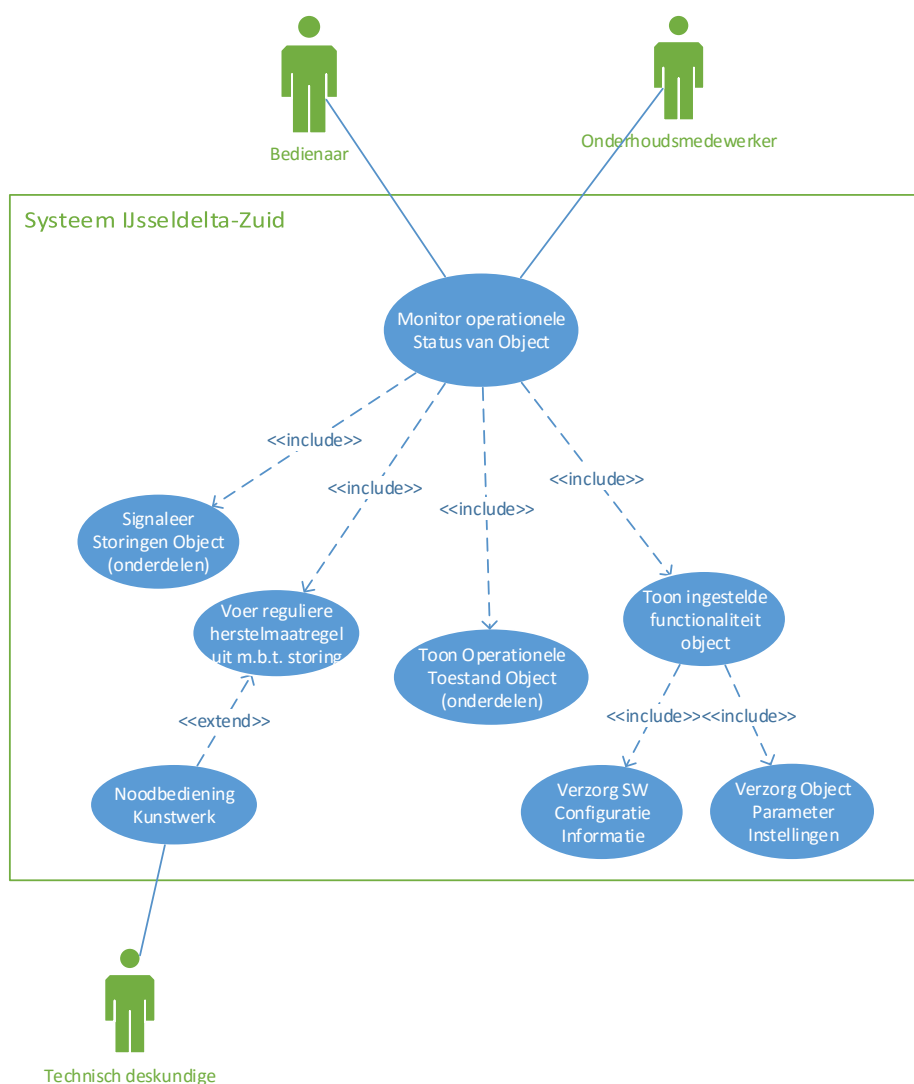 Bedienaar
Onderhoudsmedewerker
Systeem IJsseldelta-Zuid
Monitor operationele
Status van Object
<<include>>
<<include>>
<<include>>
<<include>>
Signaleer
Storingen Object
(onderdelen)
Voer reguliere
herstelmaatregel
uit m.b.t. storing
Toon Operationele
Toestand Object
(onderdelen)
Toon ingestelde
functionaliteit
object
<<extend>>
<<include>>
<<include>>
Noodbediening
Kunstwerk
Verzorg SW
Configuratie
Informatie
Verzorg Object
Parameter
Instellingen
Technisch deskundige